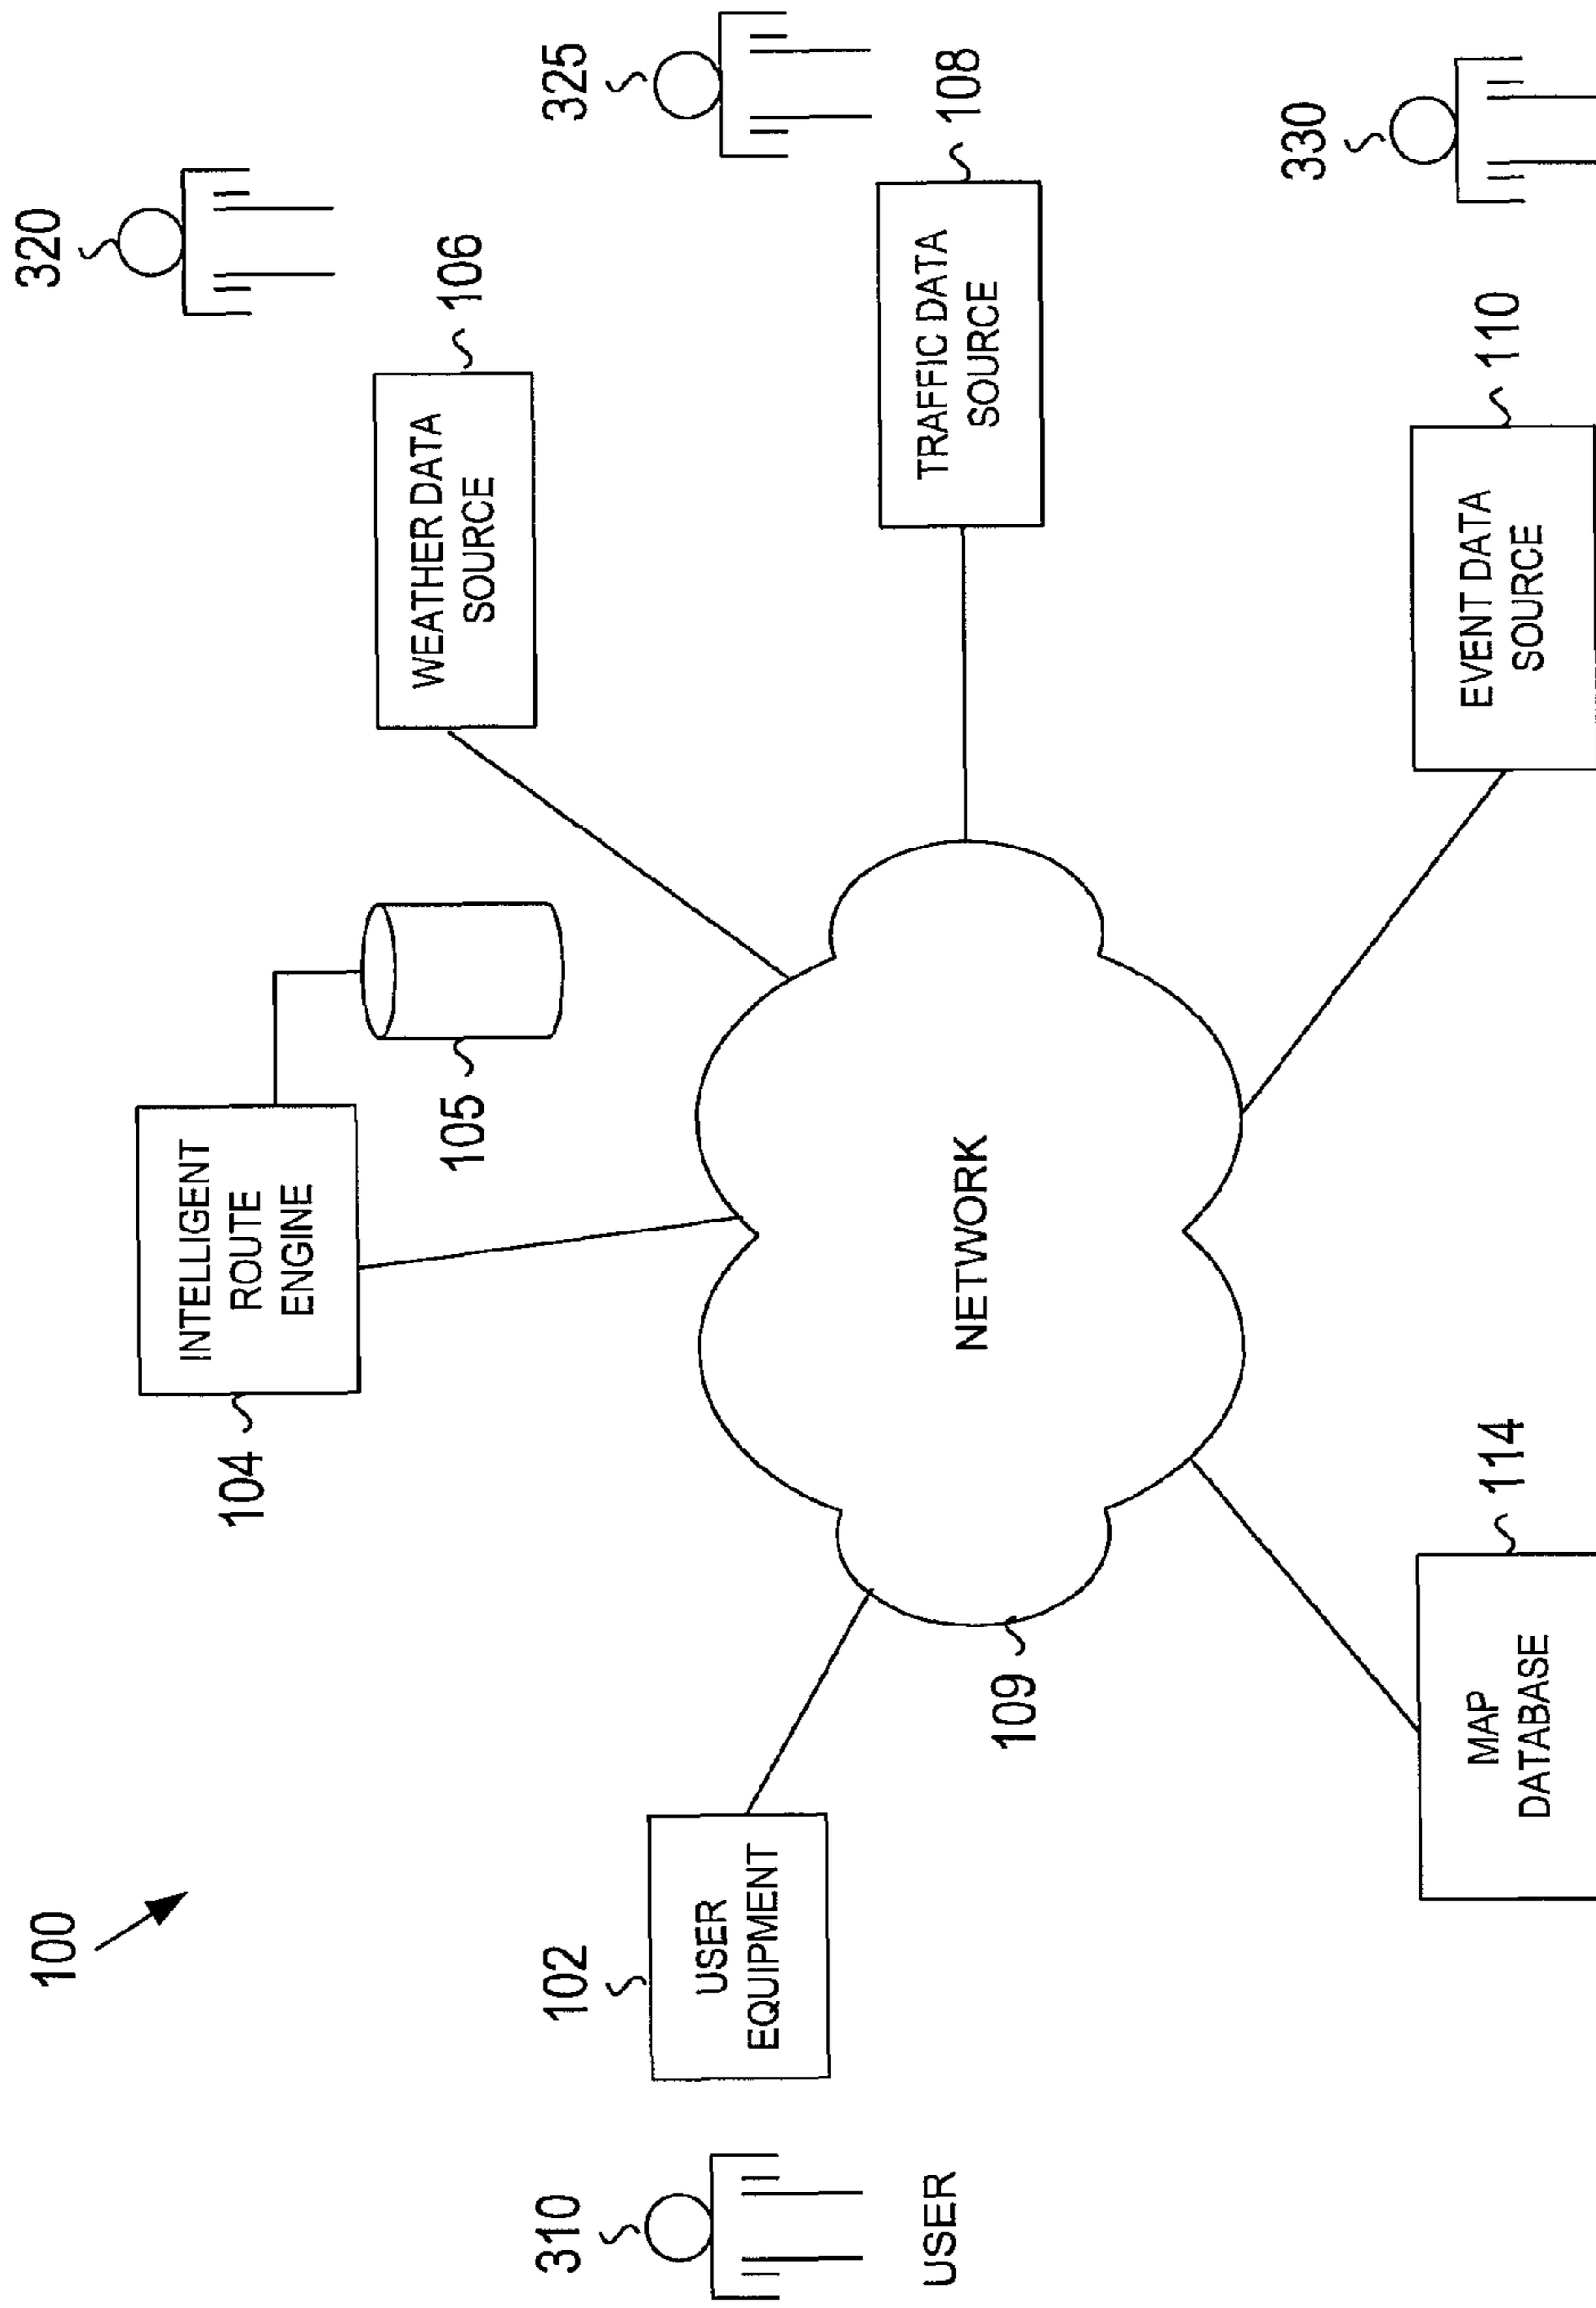 100
320
104
INTELLIGENT
ROUTE
ENGINE
105
WEATHER DATA
SOURCE
106
325
310
USER
102
USER
EQUIPMENT
109
NETWORK
TRAFFIC DATA
SOURCE
108
330
MAP
DATABASE
114
EVENT DATA
SOURCE
110